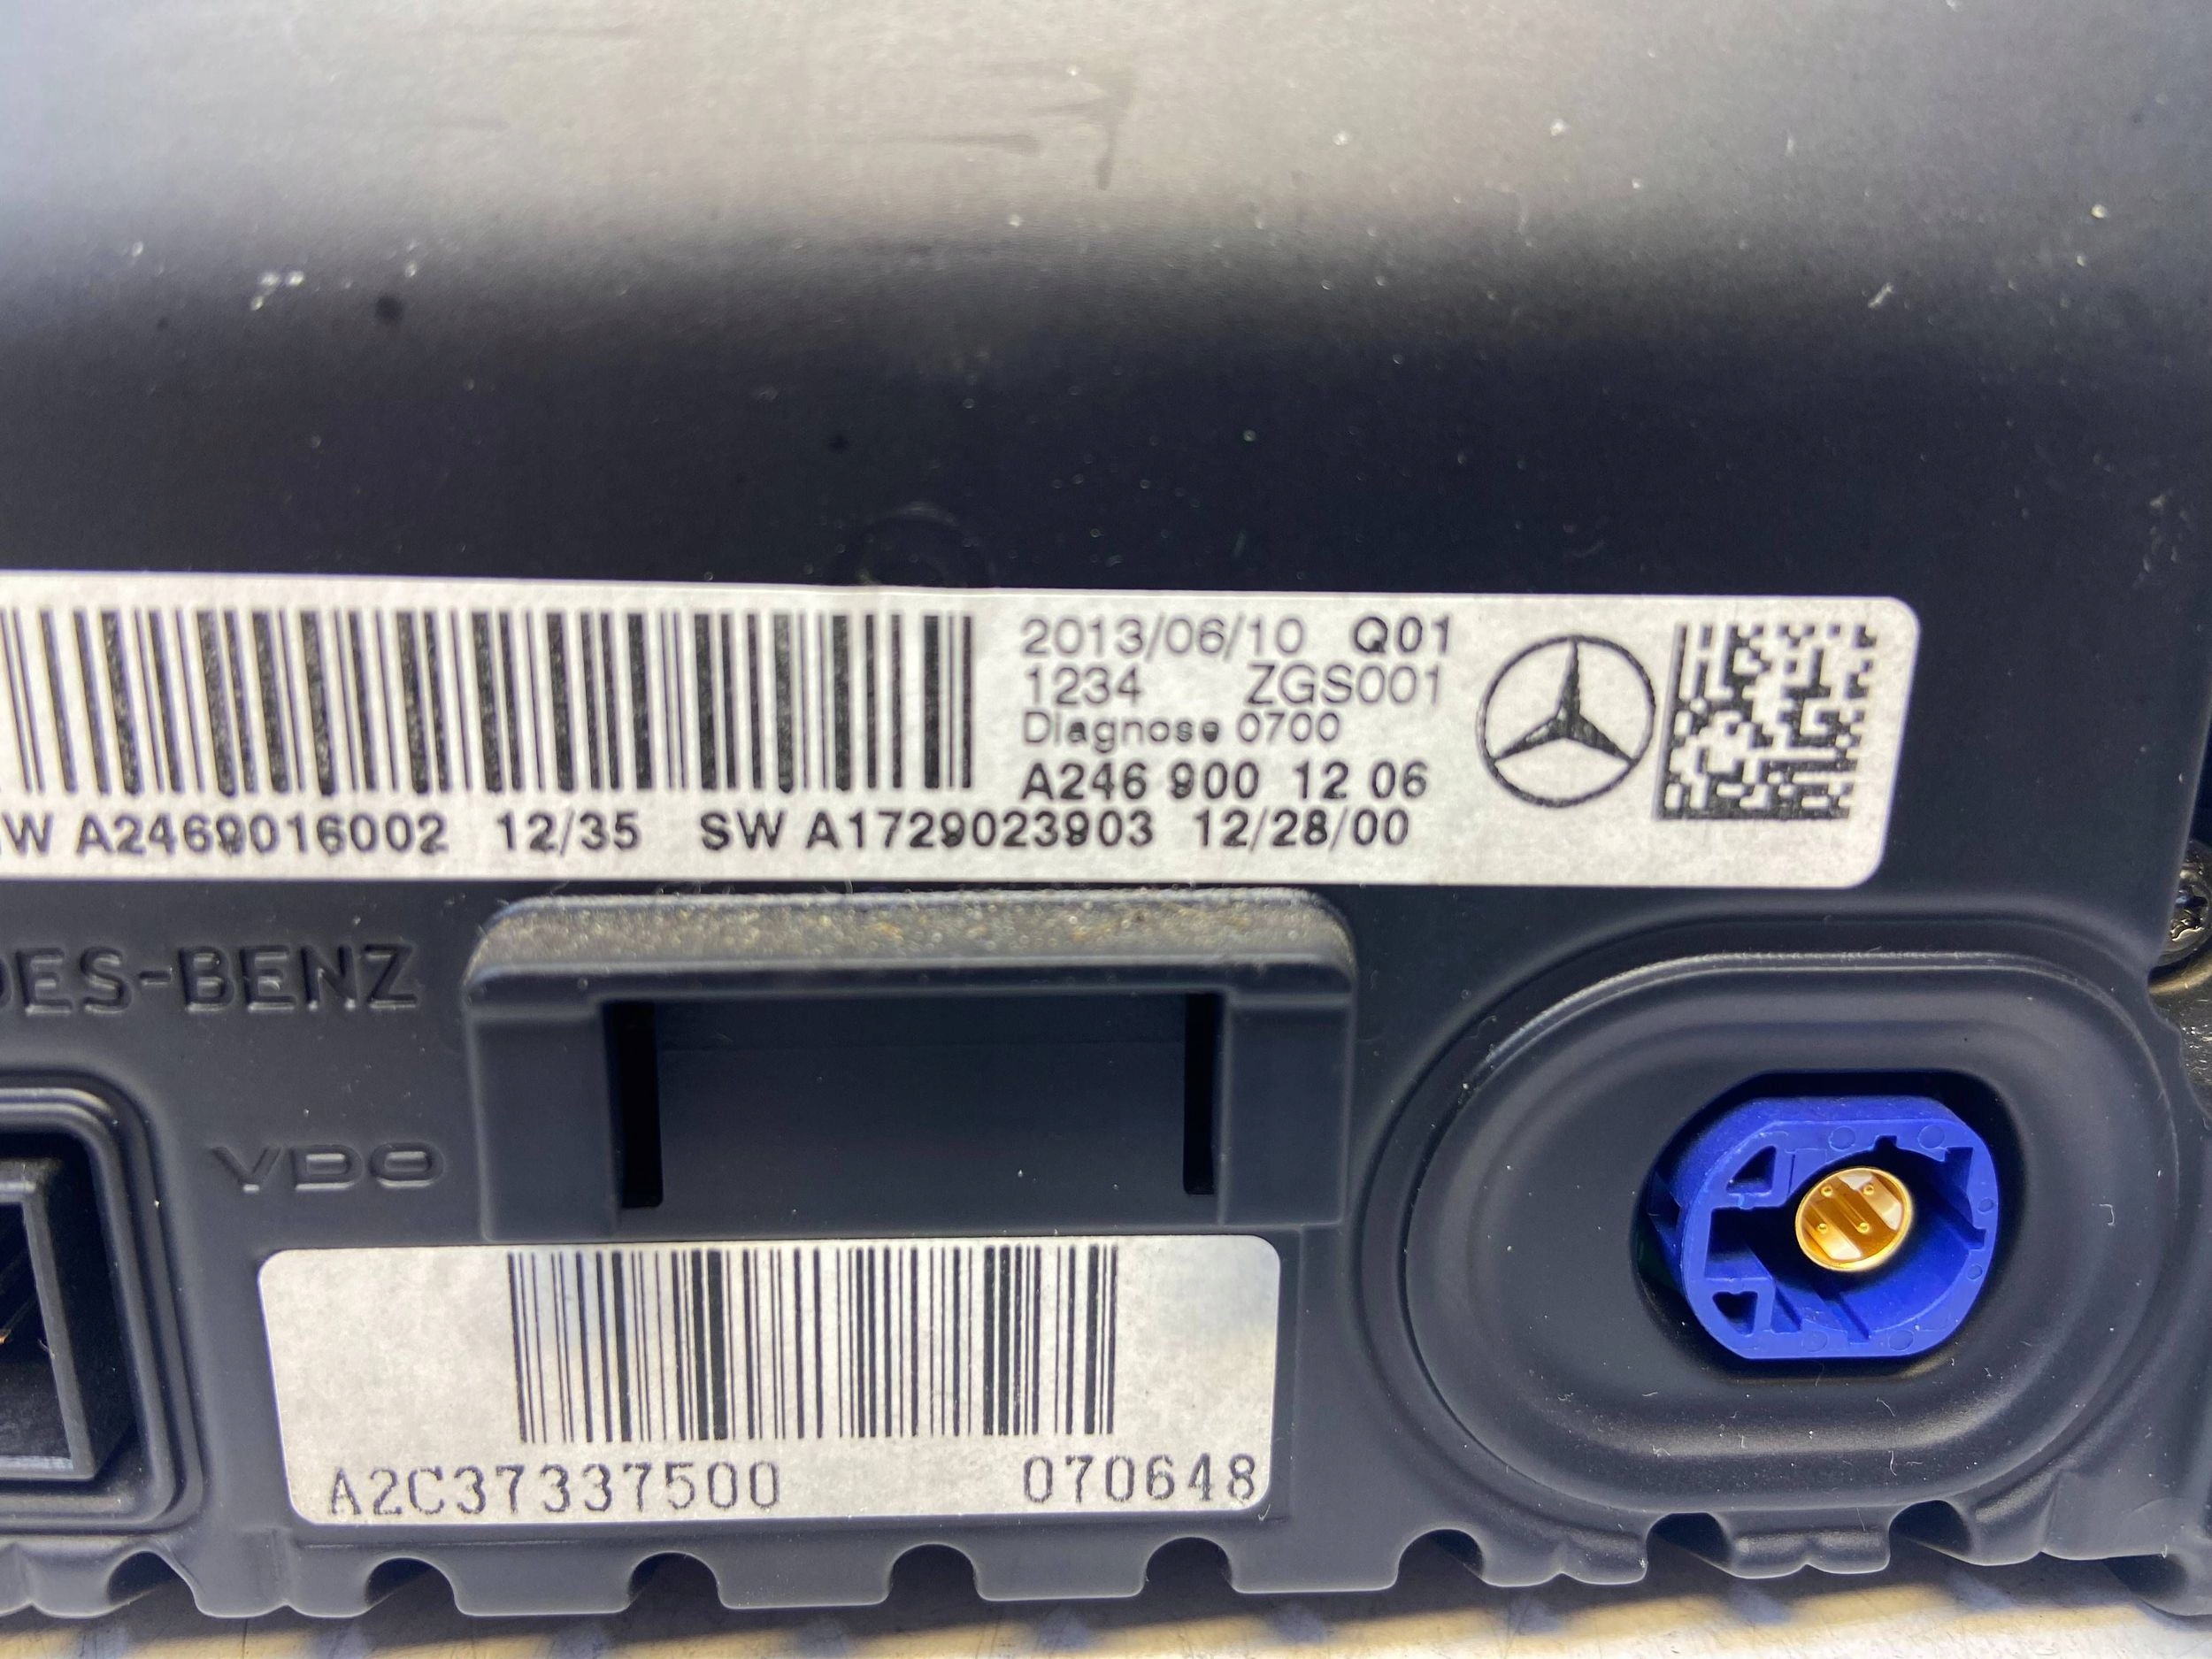 2013/06/10 Q01
1234 ZGS001
Diagnose 0700
A246 900 12 06
W A2469016002 12/35 SW A1729023903 12/28/00
DES-BENZ
VDO
A2C37337500 070648